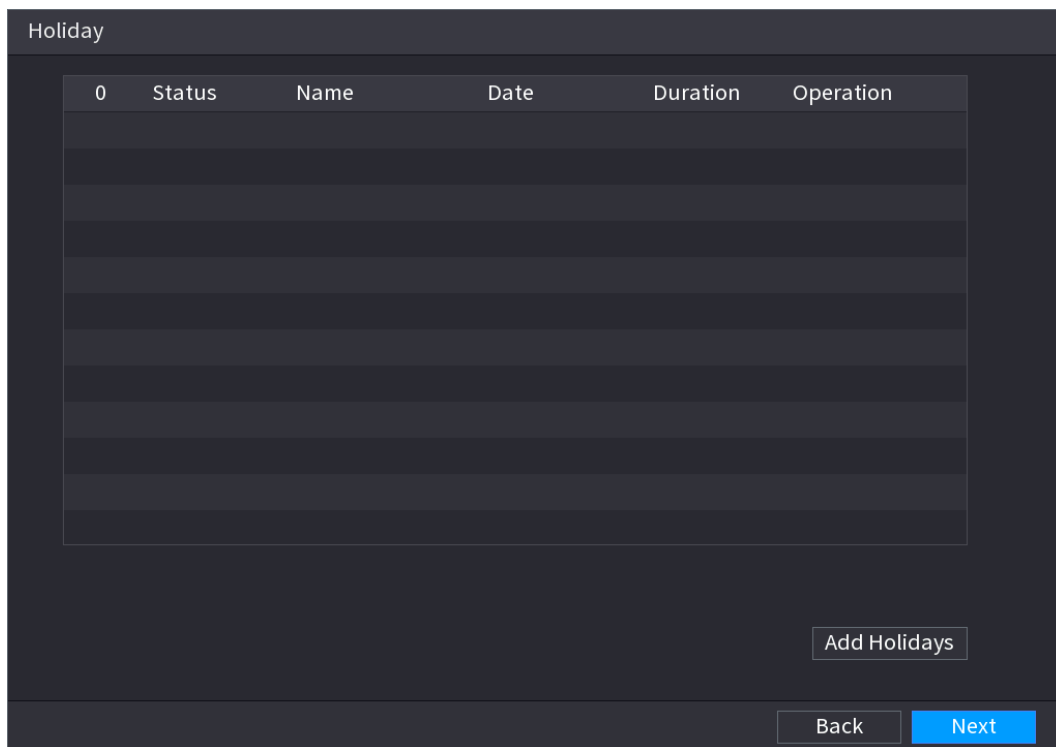 Holiday
0 Status Name Date Duration Operation
Add Holidays
Back Next